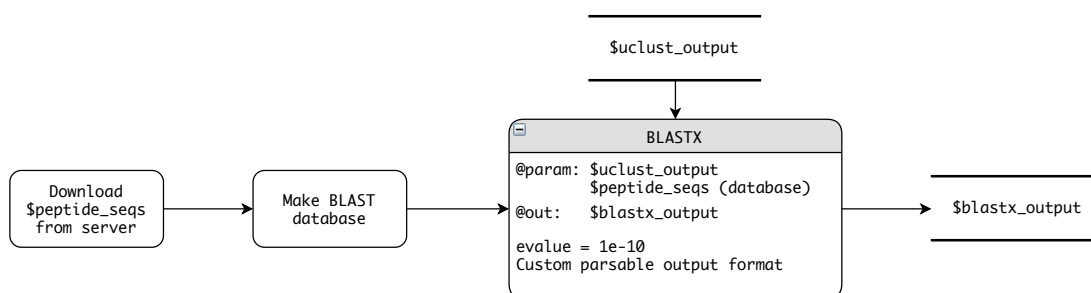 $uclust_output
BLASTX
@param: $uclust_output
$peptide_seqs (database)
@out: $blastx_output
evalue = 1e-10
Custom parsable output format
Download
$peptide_seqs
from server
Make BLAST
database
$blastx_output